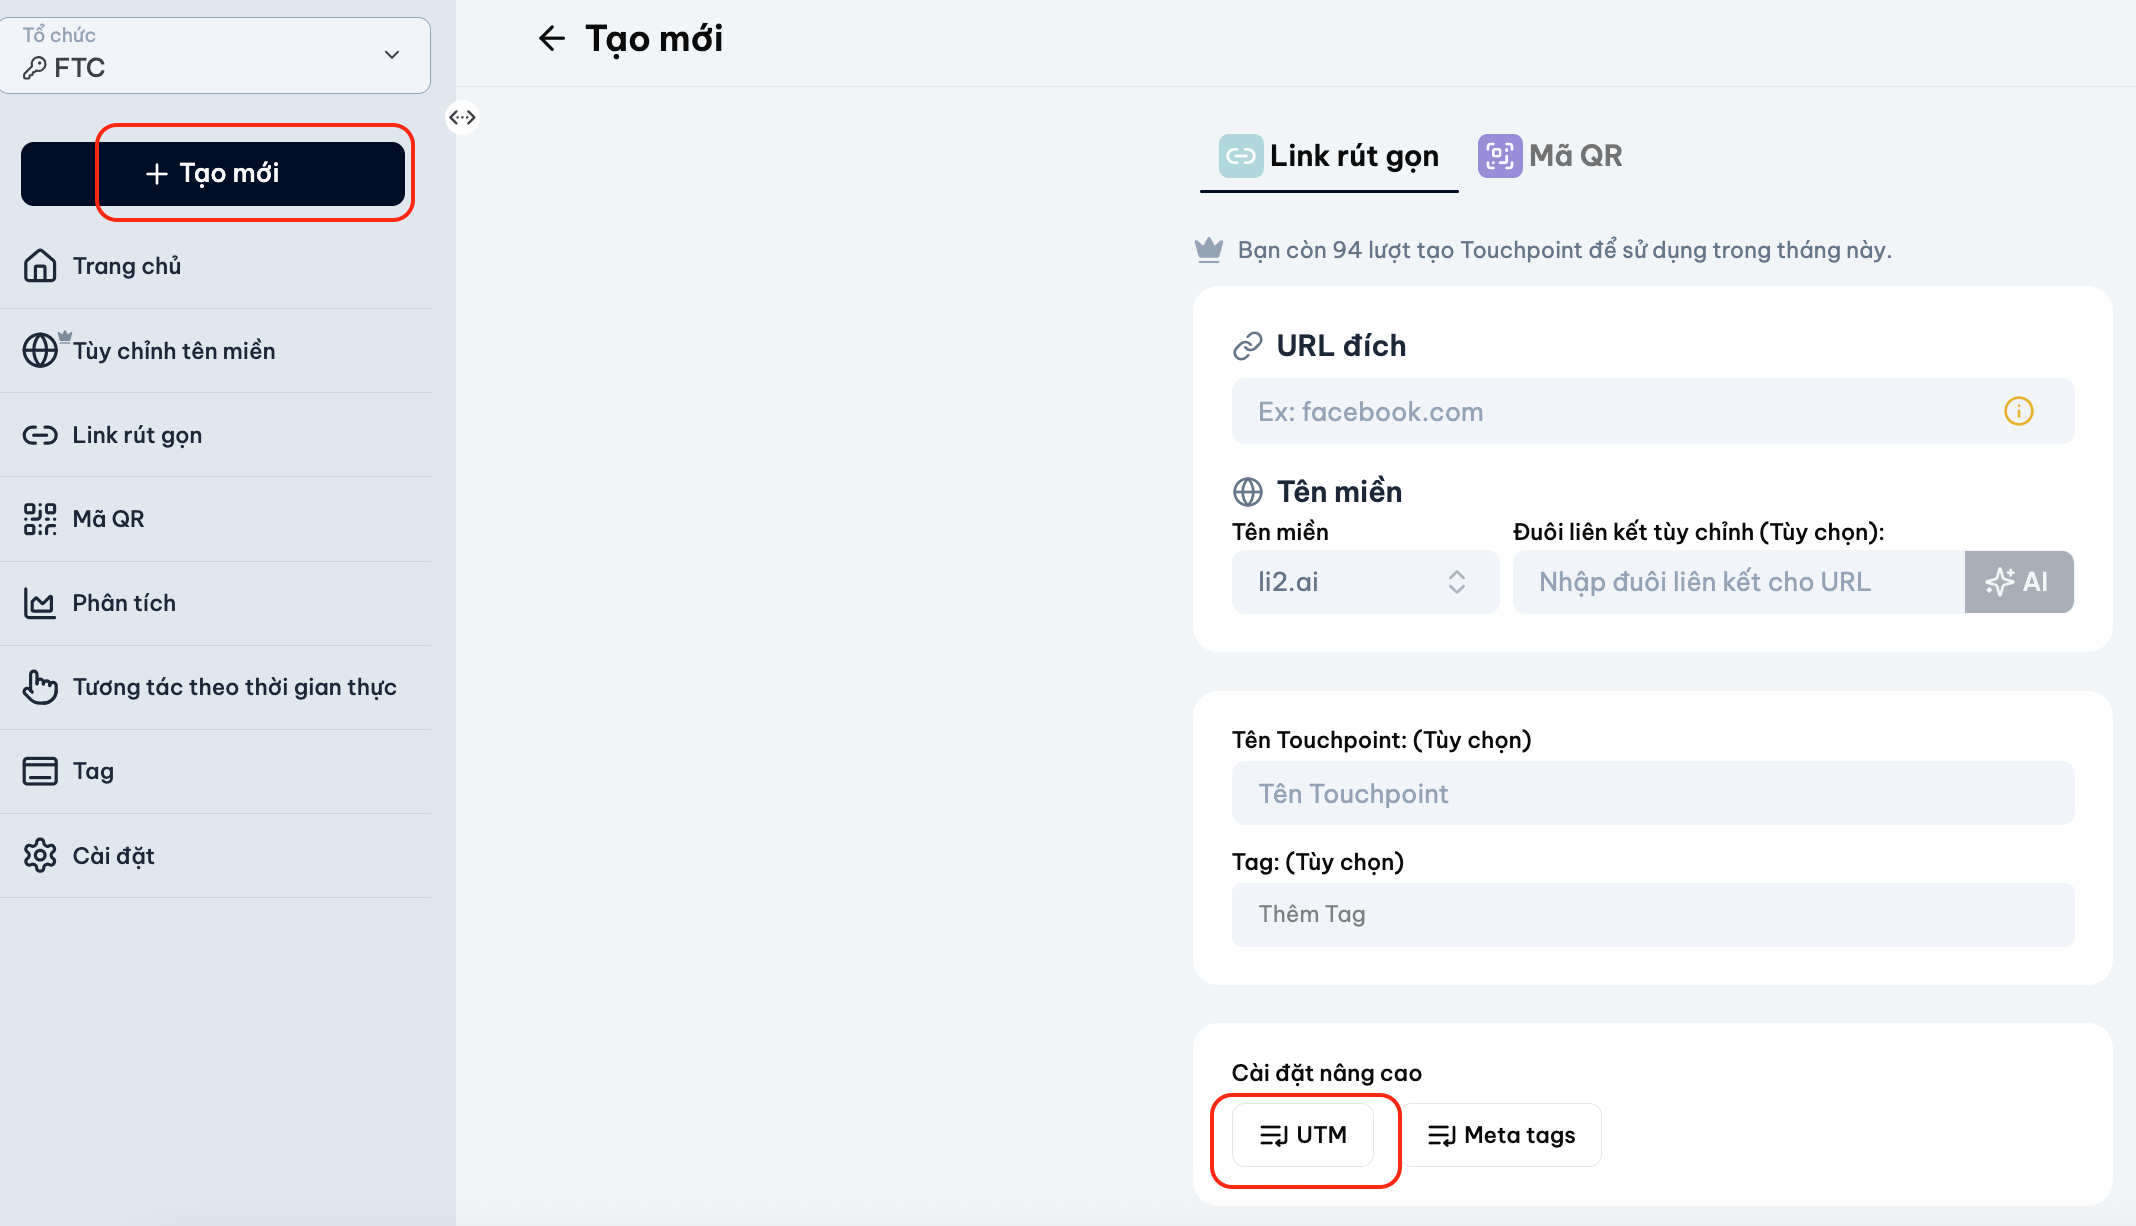 Tổ chức
FTC
Tạo mới
Trang chủ
Tùy chỉnh tên miền
Link rút gọn
Mã QR
Phân tích
Tương tác theo thời gian thực
Tag
Cài đặt
Tạo mới
Link rút gọn
Mã QR
Bạn còn 94 lượt tạo Touchpoint để sử dụng trong tháng này.
URL đích
Ex: facebook.com
Tên miền
Tên miền
Đuôi liên kết tùy chỉnh (Tùy chọn):
li2.ai
Nhập đuôi liên kết cho URL
AI
Tên Touchpoint: (Tùy chọn)
Tên Touchpoint
Tag: (Tùy chọn)
Thêm Tag
Cài đặt nâng cao
UTM
Meta tags